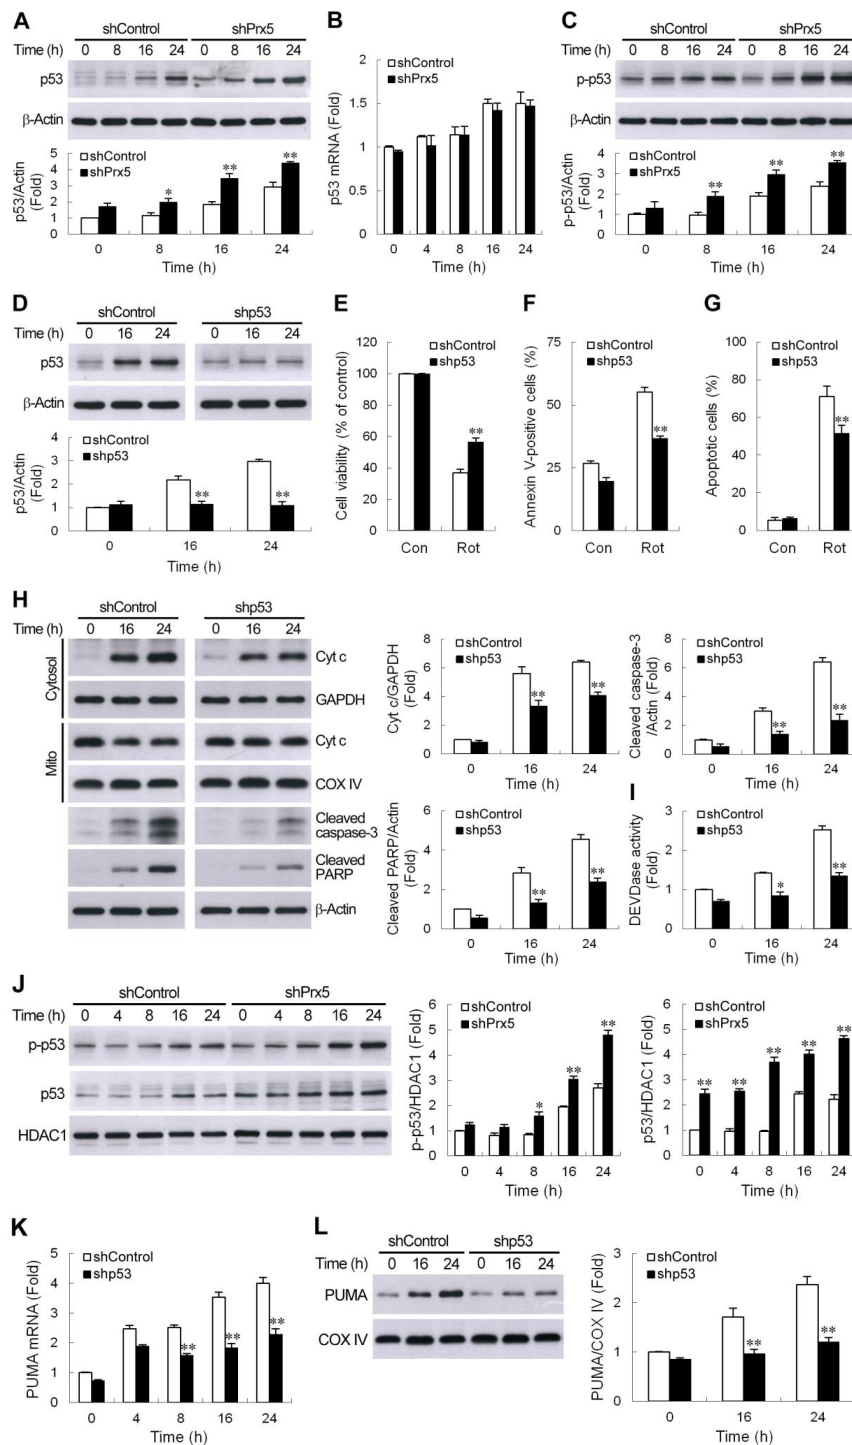 A
shControl shPrx5
Time (h) 0 8 16 24 0 8 16 24
p53
β-Actin
p53/Actin (Fold)
5
4
3
2
1
0
shControl
shPrx5
* ** **
0 8 16 24
Time (h)
B
p53 mRNA (Fold)
2
1.5
1
0.5
0
shControl
shPrx5
0 4 8 16 24
Time (h)
C
shControl shPrx5
Time (h) 0 8 16 24 0 8 16 24
p-p53
β-Actin
p-p53/Actin (Fold)
4
3
2
1
0
shControl
shPrx5
** ** **
0 8 16 24
Time (h)
D
shControl shp53
Time (h) 0 16 24 0 16 24
p53
β-Actin
p53/Actin (Fold)
4
3
2
1
0
shControl
shp53
** **
0 16 24
Time (h)
E
Cell viability (% of control)
120
100
80
60
40
20
0
shControl
shp53
**
Con Rot
F
Annexin V-positive cells (%)
75
50
25
0
shControl
shp53
**
Con Rot
G
Apoptotic cells (%)
100
80
60
40
20
0
shControl
shp53
**
Con Rot
H
shControl shp53
Time (h) 0 16 24 0 16 24
Cytosol
Cyt c
GAPDH
Mito
Cyt c
COX IV
Cleaved
caspase-3
Cleaved
PARP
β-Actin
Cyt c/GAPDH (Fold)
8
6
4
2
0
shControl
shp53
** **
0 16 24
Time (h)
Cleaved caspase-3 /Actin (Fold)
8
6
4
2
0
shControl
shp53
** **
0 16 24
Time (h)
Cleaved PARP/Actin (Fold)
6
4
2
0
shControl
shp53
** **
0 16 24
Time (h)
I
DEVDase activity (Fold)
3
2
1
0
shControl
shp53
* **
0 16 24
Time (h)
J
shControl shPrx5
Time (h) 0 4 8 16 24 0 4 8 16 24
p-p53
p53
HDAC1
p-p53/HDAC1 (Fold)
6
5
4
3
2
1
0
shControl
shPrx5
* ** **
0 4 8 16 24
Time (h)
p53/HDAC1 (Fold)
6
5
4
3
2
1
0
shControl
shPrx5
** ** ** ** **
0 4 8 16 24
Time (h)
K
PUMA mRNA (Fold)
5
4
3
2
1
0
shControl
shp53
** ** **
0 4 8 16 24
Time (h)
L
shControl shp53
Time (h) 0 16 24 0 16 24
PUMA
COX IV
PUMA/COX IV (Fold)
3
2
1
0
shControl
shp53
** **
0 16 24
Time (h)